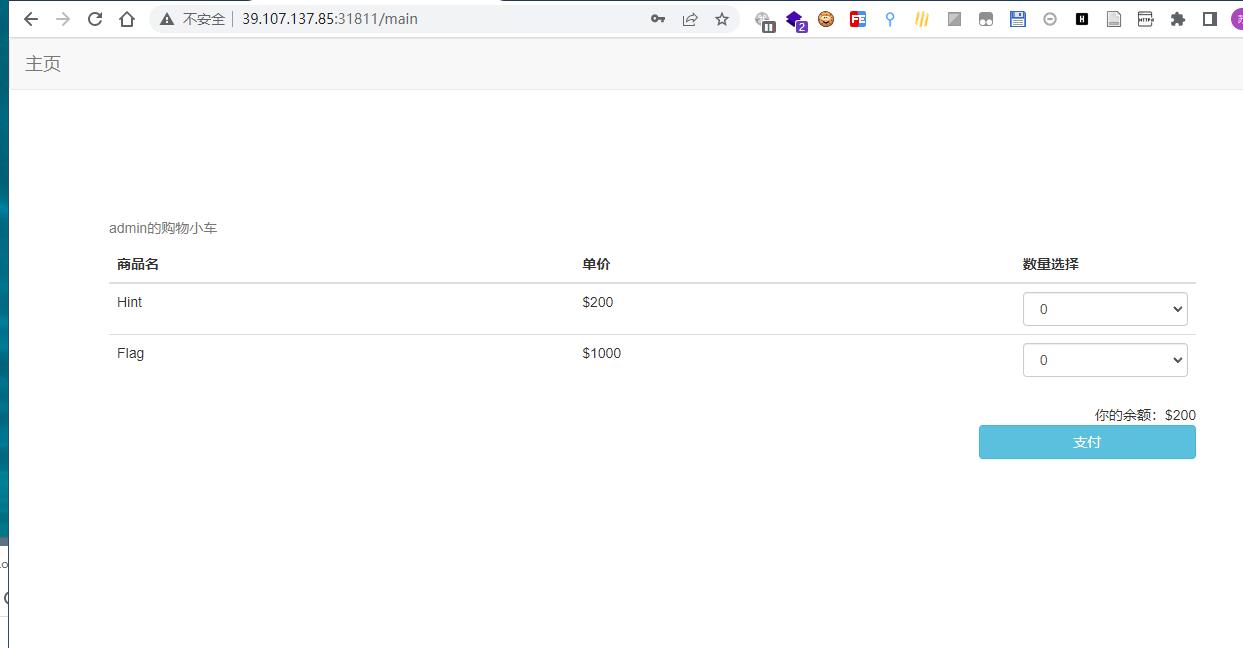 不安全 39.107.137.85:31811/main
主页
admin的购物小车
商品名 单价 数量选择
Hint $200 0
Flag $1000 0
你的余额：$200
支付